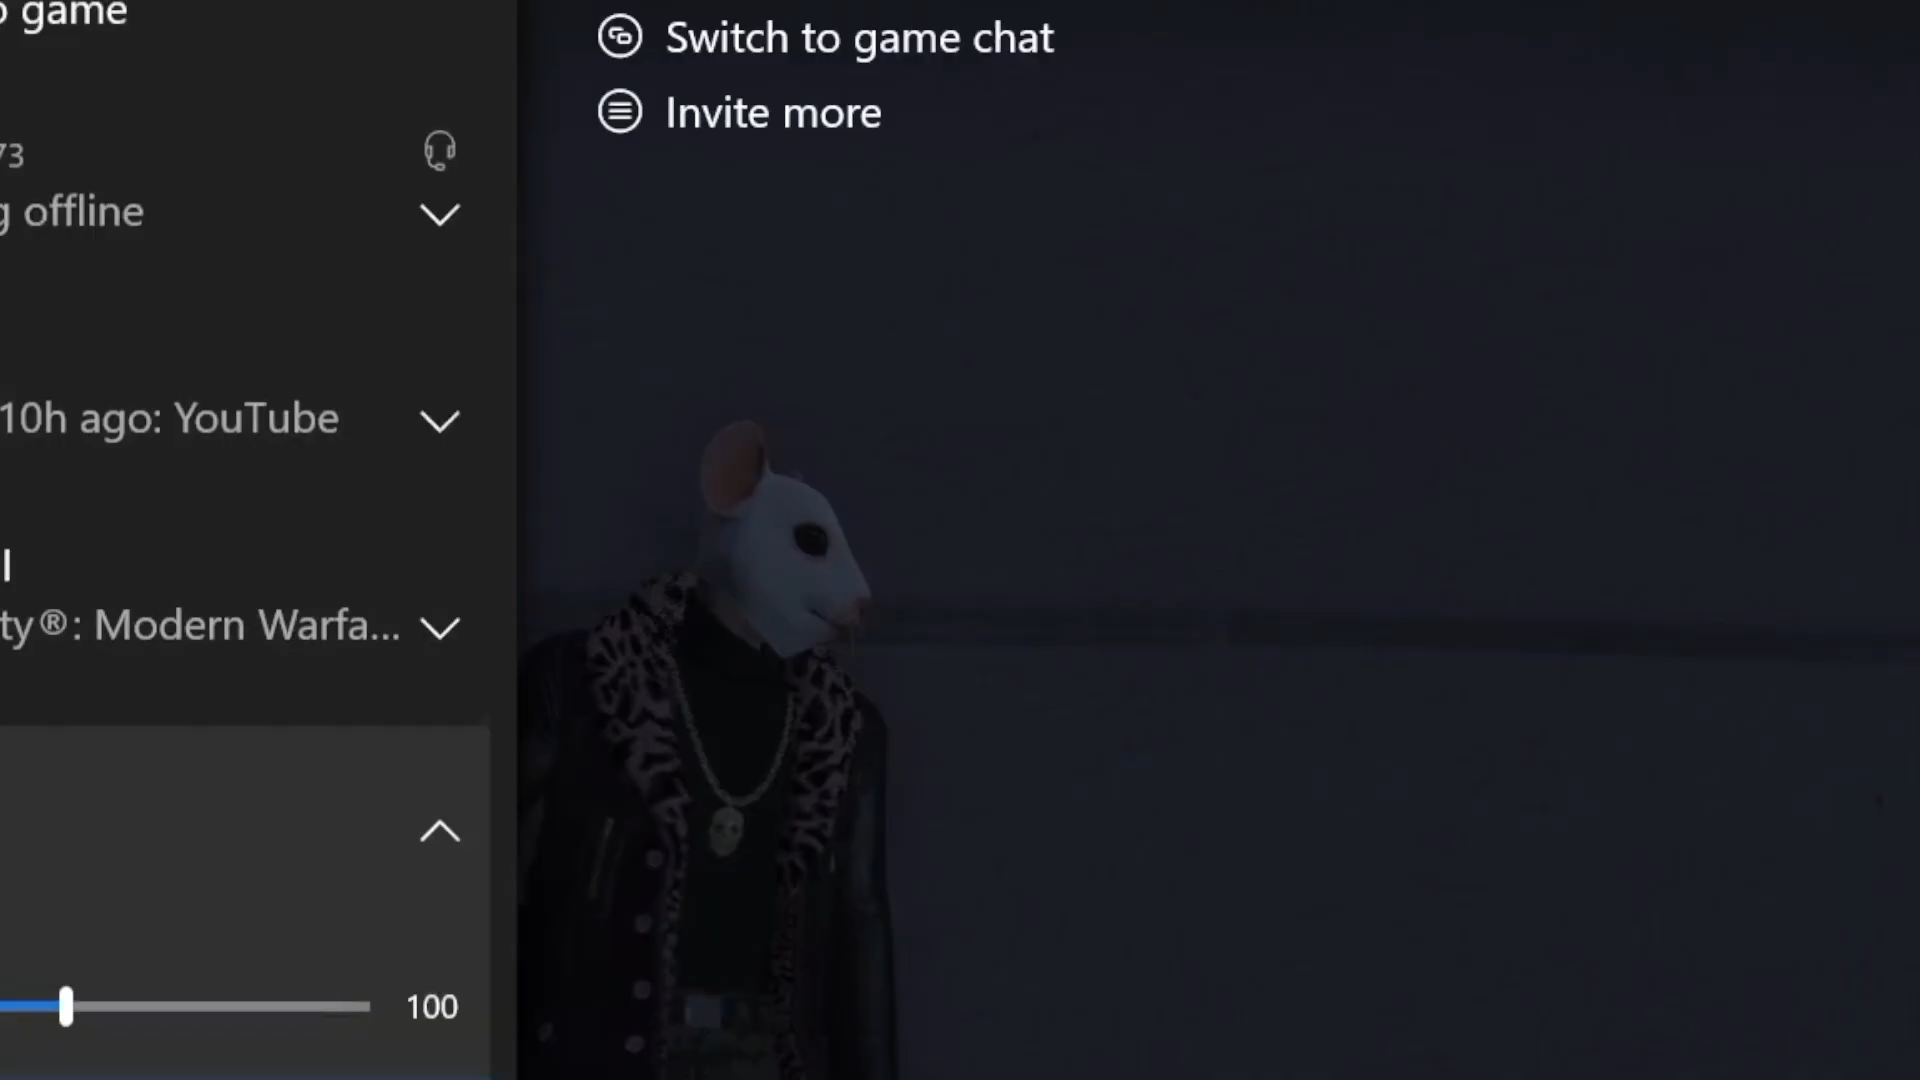 game
Switch to game chat
Invite more
73
offline
10h ago: YouTube
ty®: Modern Warfa...
100